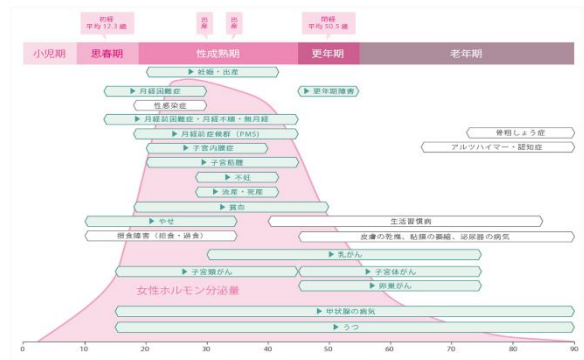 初経
平均12.3歳
出産
出産
閉経
平均50.5歳
小児期
思春期
性成熟期
更年期
老年期
▶妊娠・出産
▶月経困難症
▶更年期障害
性感染症
▶月経前困難症・月経不順・無月経
▶月経前症候群（PMS）
骨粗しょう症
▶子宮内膜症
アルツハイマー・認知症
▶子宮筋腫
▶不妊
▶流産・死産
▶貧血
▶やせ
生活習慣病
摂食障害（拒食・過食）
皮膚の乾燥、粘膜の萎縮、泌尿器の病気
▶乳がん
▶子宮頸がん
▶子宮体がん
女性ホルモン分泌量
▶卵巣がん
▶甲状腺の病気
▶うつ
0 10 20 30 40 50 60 70 80 90